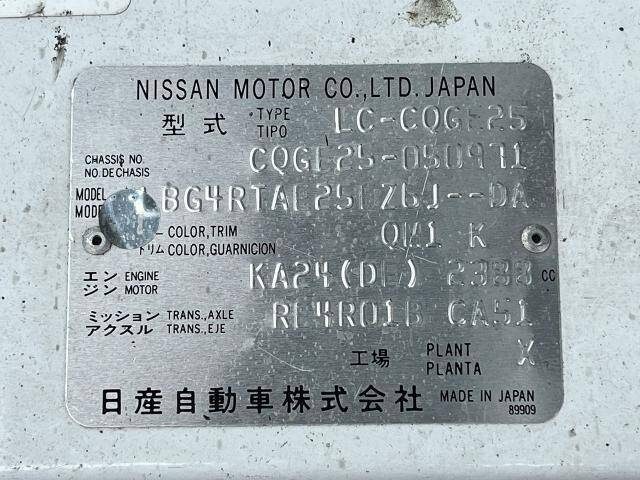 NISSAN MOTOR CO.,LTD. JAPAN
型式 TYPE TIPO LC-CQGE25
CHASSIS NO. NO. DE CHASIS CQGE25-050971
MODEL LBG4RTAE25EZ6J--DA
COLOR, TRIM QM1 K
トリム COLOR, GUARNICION
エンジン ENGINE MOTOR KA24(DE) 2388 CC
ミッション TRANS., AXLE RE4R01B CA51
アクスル TRANS., EJE
工場 PLANT PLANTA X
日産自動車株式会社 MADE IN JAPAN
89909